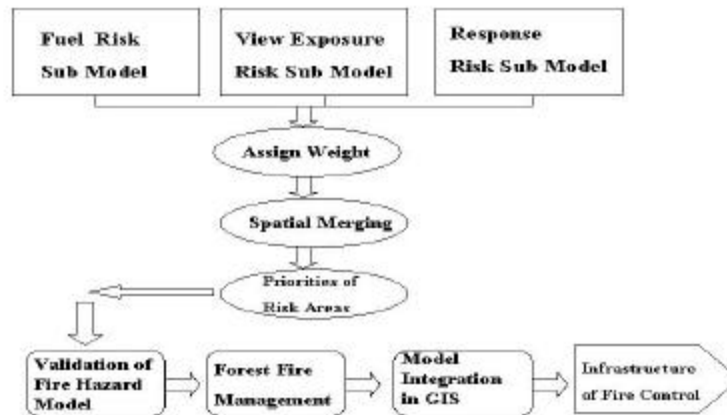 Fuel Risk
Sub Model
View Exposure
Risk Sub Model
Response
Risk Sub Model
Assign Weight
Spatial Merging
Priorities of
Risk Areas
Validation of
Fire Hazard
Model
Forest Fire
Management
Model
Integration
in GIS
Infrastructure
of Fire Control